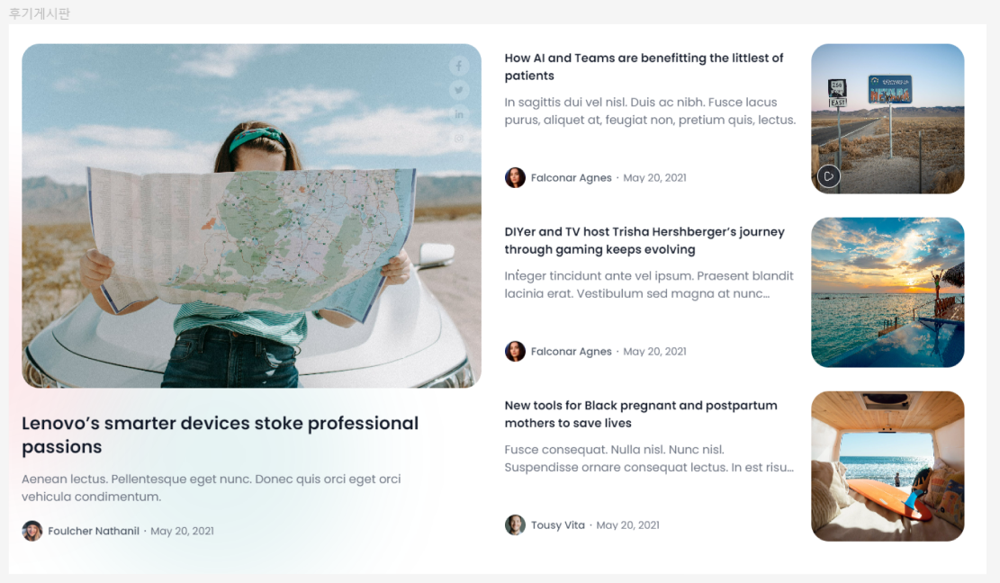 후기게시판
Lenovo’s smarter devices stoke professional
passions
Aenean lectus. Pellentesque eget nunc. Donec quis orci eget orci
vehicula condimentum.
Foulcher Nathanil · May 20, 2021
How AI and Teams are benefitting the littlest of
patients
In sagittis dui vel nisl. Duis ac nibh. Fusce lacus
purus, aliquet at, feugiat non, pretium quis, lectus.
Falconar Agnes · May 20, 2021
EAST
DIYer and TV host Trisha Hershberger’s journey
through gaming keeps evolving
Integer tincidunt ante vel ipsum. Praesent blandit
lacinia erat. Vestibulum sed magna at nunc...
Falconar Agnes · May 20, 2021
New tools for Black pregnant and postpartum
mothers to save lives
Fusce consequat. Nulla nisl. Nunc nisl.
Suspendisse ornare consequat lectus. In est risu...
Tousy Vita · May 20, 2021